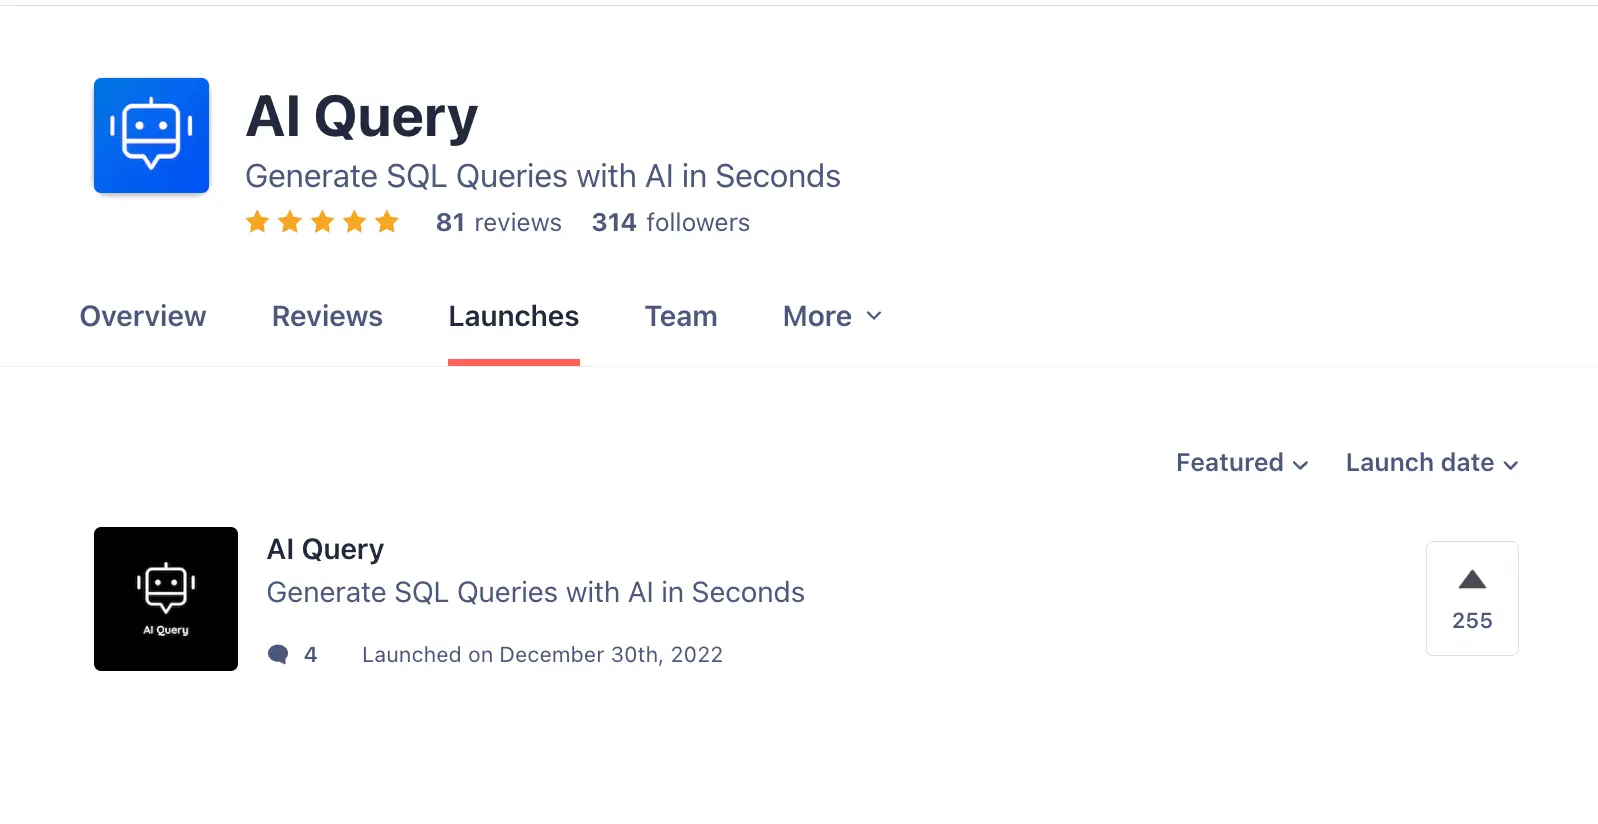 AI Query
Generate SQL Queries with AI in Seconds
81 reviews 314 followers
Overview Reviews Launches Team More
Featured Launch date
AI Query
AI Query
Generate SQL Queries with AI in Seconds
4 Launched on December 30th, 2022
255